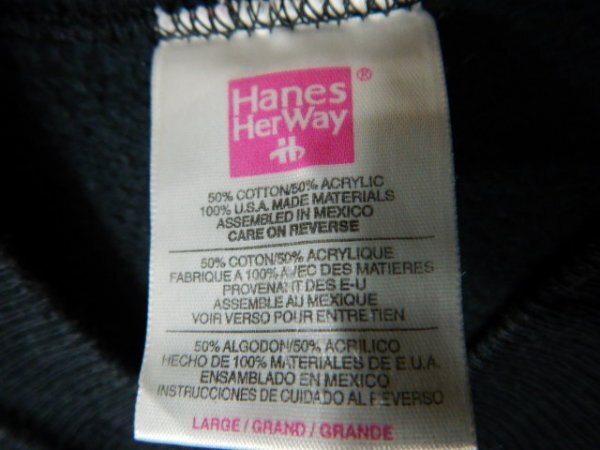 Hanes
HerWay
®
50% COTTON/50% ACRYLIC
100% U.S.A. MADE MATERIALS
ASSEMBLED IN MEXICO
CARE ON REVERSE
50% COTON/50% ACRYLIQUE
FABRIQUE A 100% AVEC DES MATIERES
PROVENANT DES E-U
ASSEMBLE AU MEXIQUE
VOIR VERSO POUR ENTRETIEN
50% ALGODON/50% ACRILICO
HECHO DE 100% MATERIALES DE E.U.A.
ENSAMBLADO EN MEXICO
INSTRUCCIONES DE CUIDADO AL REVERSO
LARGE / GRAND / GRANDE